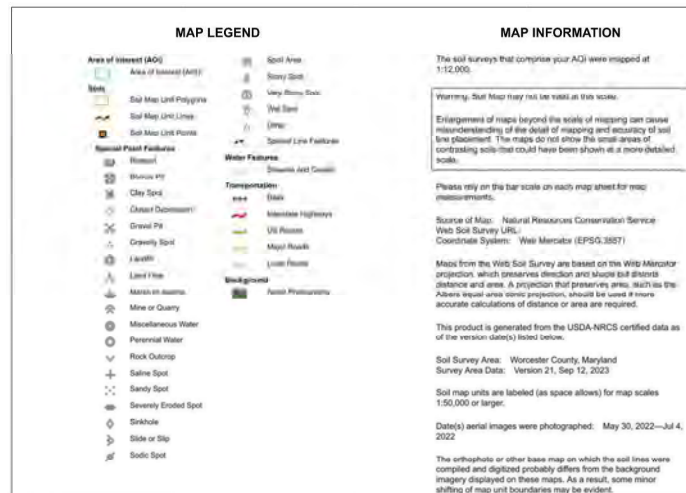 MAP LEGEND
Area of Interest (AOI)
Area of Interest (AOI)
Soils
Soil Map Unit Polygons
Soil Map Unit Lines
Soil Map Unit Points
Special Point Features
Blowout
Borrow Pit
Clay Spot
Closed Depression
Gravel Pit
Gravelly Spot
Landfill
Lava Flow
Marsh or swamp
Mine or Quarry
Miscellaneous Water
Perennial Water
Rock Outcrop
Saline Spot
Sandy Spot
Severely Eroded Spot
Sinkhole
Slide or Slip
Sodic Spot
Spoil Area
Stony Spot
Very Stony Spot
Wet Spot
Other
Special Line Features
Water Features
Streams and Canals
Transportation
Rails
Interstate Highways
US Routes
Major Roads
Local Roads
Background
Aerial Photography
MAP INFORMATION
The soil surveys that comprise your AOI were mapped at
1:12,000.
Warning: Soil Map may not be valid at this scale.
Enlargement of maps beyond the scale of mapping can cause
misunderstanding of the detail of mapping and accuracy of soil
line placement. The maps do not show the small areas of
contrasting soils that could have been shown at a more detailed
scale.
Please rely on the bar scale on each map sheet for map
measurements.
Source of Map: Natural Resources Conservation Service
Web Soil Survey URL:
Coordinate System: Web Mercator (EPSG:3857)
Maps from the Web Soil Survey are based on the Web Mercator
projection, which preserves direction and shape but distorts
distance and area. A projection that preserves area, such as the
Albers equal-area conic projection, should be used if more
accurate calculations of distance or area are required.
This product is generated from the USDA-NRCS certified data as
of the version date(s) listed below.
Soil Survey Area: Worcester County, Maryland
Survey Area Data: Version 21, Sep 12, 2023
Soil map units are labeled (as space allows) for map scales
1:50,000 or larger.
Date(s) aerial images were photographed: May 30, 2022—Jul 4,
2022
The orthophoto or other base map on which the soil lines were
compiled and digitized probably differs from the background
imagery displayed on these maps. As a result, some minor
shifting of map unit boundaries may be evident.